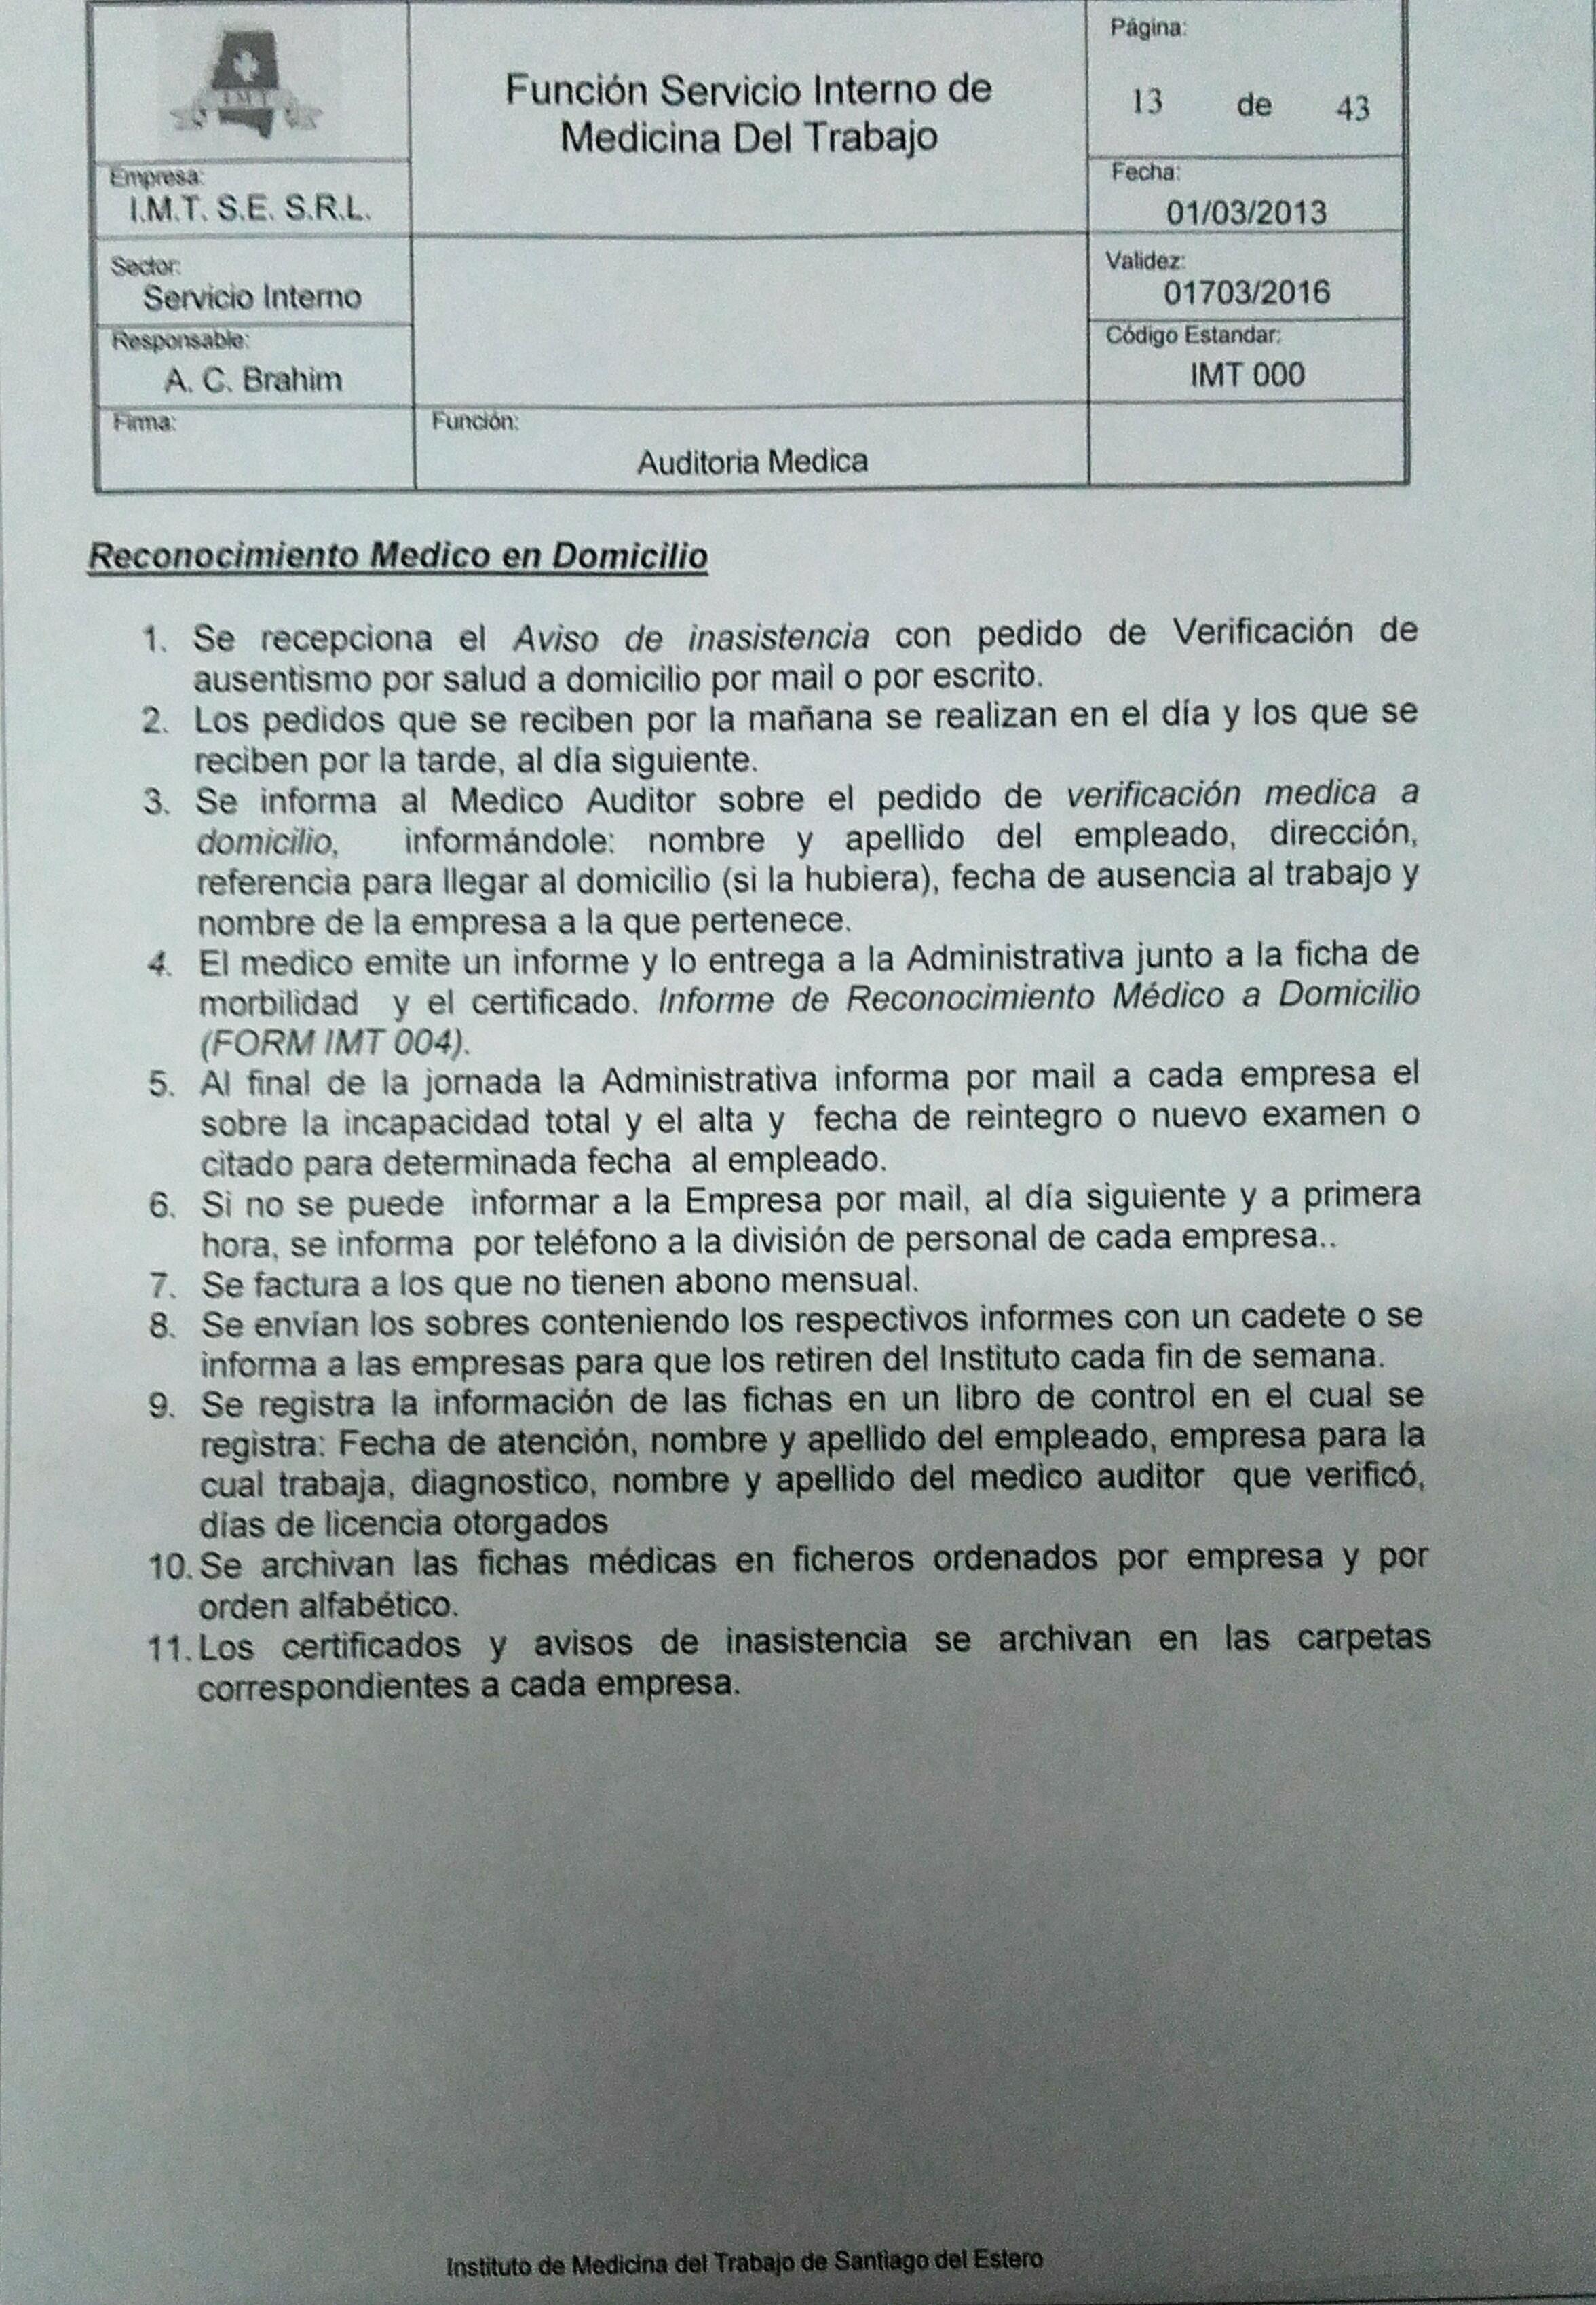 IMT
Función Servicio Interno de
Medicina Del Trabajo
Página:
13 de 43
Empresa:
I.M.T. S.E. S.R.L.
Fecha:
01/03/2013
Sector:
Servicio Interno
Validez:
01703/2016
Responsable:
A. C. Brahim
Código Estandar:
IMT 000
Firma:
Función:
Auditoria Medica
Reconocimiento Medico en Domicilio
1. Se recepciona el Aviso de inasistencia con pedido de Verificación de
ausentismo por salud a domicilio por mail o por escrito.
2. Los pedidos que se reciben por la mañana se realizan en el día y los que se
reciben por la tarde, al día siguiente.
3. Se informa al Medico Auditor sobre el pedido de verificación medica a
domicilio, informándole: nombre y apellido del empleado, dirección,
referencia para llegar al domicilio (si la hubiera), fecha de ausencia al trabajo y
nombre de la empresa a la que pertenece.
4. El medico emite un informe y lo entrega a la Administrativa junto a la ficha de
morbilidad y el certificado. Informe de Reconocimiento Médico a Domicilio
(FORM IMT 004).
5. Al final de la jornada la Administrativa informa por mail a cada empresa el
sobre la incapacidad total y el alta y fecha de reintegro o nuevo examen o
citado para determinada fecha al empleado.
6. Si no se puede informar a la Empresa por mail, al día siguiente y a primera
hora, se informa por teléfono a la división de personal de cada empresa..
7. Se factura a los que no tienen abono mensual.
8. Se envían los sobres conteniendo los respectivos informes con un cadete o se
informa a las empresas para que los retiren del Instituto cada fin de semana.
9. Se registra la información de las fichas en un libro de control en el cual se
registra: Fecha de atención, nombre y apellido del empleado, empresa para la
cual trabaja, diagnostico, nombre y apellido del medico auditor que verificó,
días de licencia otorgados
10. Se archivan las fichas médicas en ficheros ordenados por empresa y por
orden alfabético.
11. Los certificados y avisos de inasistencia se archivan en las carpetas
correspondientes a cada empresa.
Instituto de Medicina del Trabajo de Santiago del Estero